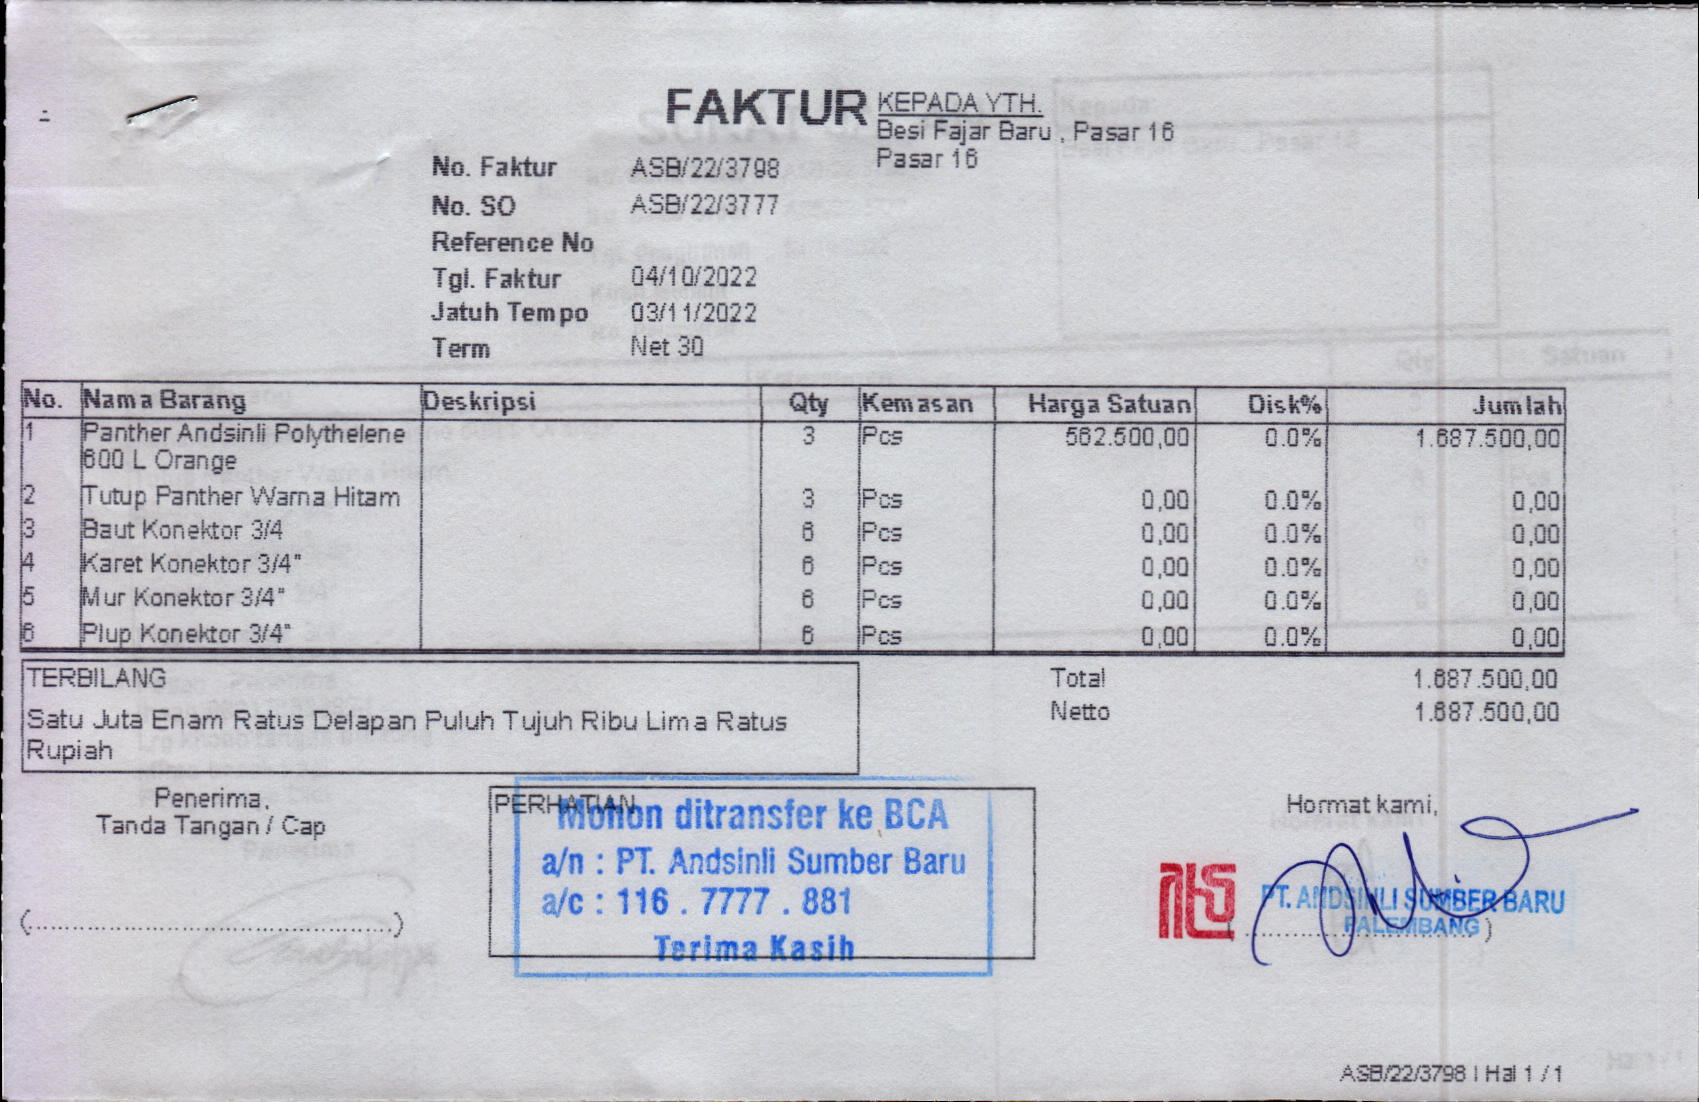 FAKTUR
KEPADA YTH.
Besi Fajar Baru , Pasar 16
Pasar 16
No. Faktur ASB/22/3798
No. SO ASB/22/3777
Reference No
Tgl. Faktur 04/10/2022
Jatuh Tempo 03/11/2022
Term Net 30
No. Nama Barang Deskripsi Qty Kemasan Harga Satuan Disk% Jumlah
1 Panther Andsinli Polythelene 3 Pcs 562.500,00 0.0% 1.687.500,00
600 L Orange
2 Tutup Panther Warna Hitam 3 Pcs 0,00 0.0% 0,00
3 Baut Konektor 3/4 6 Pcs 0,00 0.0% 0,00
4 Karet Konektor 3/4" 6 Pcs 0,00 0.0% 0,00
5 Mur Konektor 3/4" 6 Pcs 0,00 0.0% 0,00
6 Plup Konektor 3/4" 6 Pcs 0,00 0.0% 0,00
TERBILANG
Satu Juta Enam Ratus Delapan Puluh Tujuh Ribu Lima Ratus
Rupiah
Total 1.687.500,00
Netto 1.687.500,00
Penerima,
Tanda Tangan / Cap
(..........................................................)
PERHATIAN
Mohon ditransfer ke BCA
a/n : PT. Andsinli Sumber Baru
a/c : 116 . 7777 . 881
Terima Kasih
Hormat kami,
PT. ANDSINLI SUMBER BARU
PALEMBANG
ASB/22/3798 | Hal 1 / 1